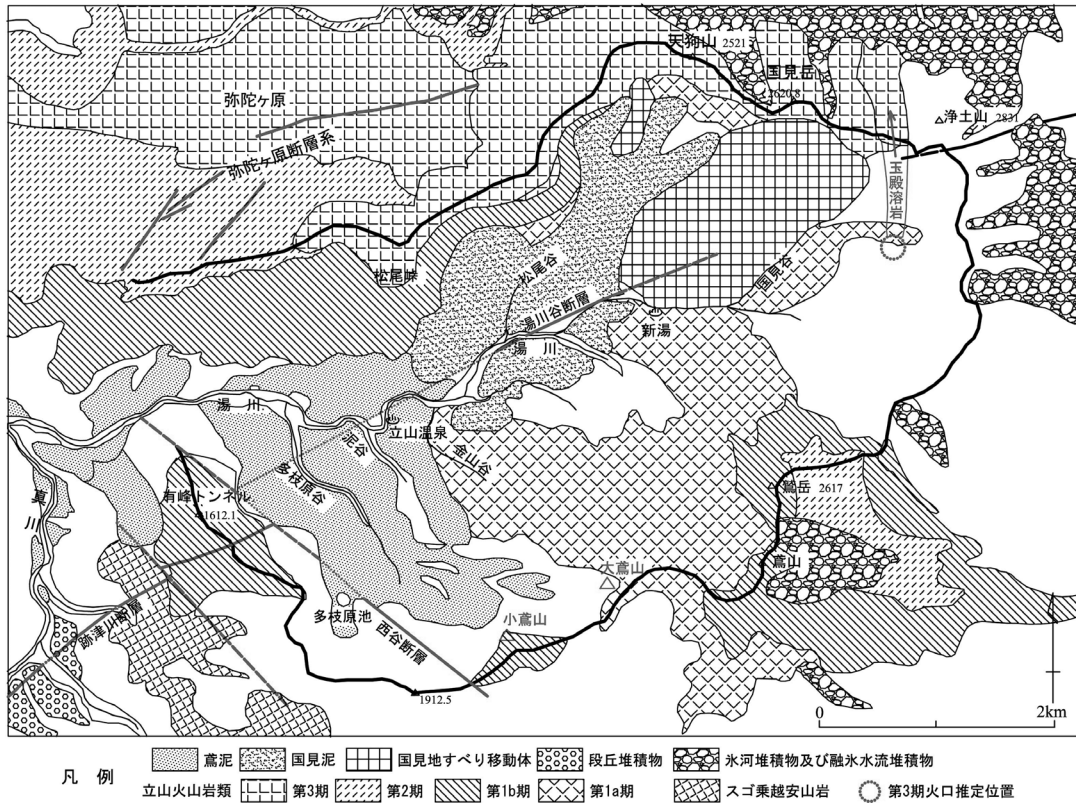 天狗山 2521
国見岳
2620.8
浄土山 2831
弥陀ヶ原
弥陀ヶ原断層系
玉殿溶岩
松尾峠
松尾谷
国見谷
湯川谷断層
新湯
湯 川
湯 川
立山温泉
泥谷
金山谷
多枝原谷
真 川
有峰トンネル
1612.1
鷲岳 2617
鳶山
大鳶山
小鳶山
多枝原池
西谷断層
跡津川断層
1912.5
0 2km
凡 例
鳶泥 国見泥 国見地すべり移動体 段丘堆積物 氷河堆積物及び融氷水流堆積物
立山火山岩類 第3期 第2期 第1b期 第1a期 スゴ乗越安山岩 第3期火口推定位置